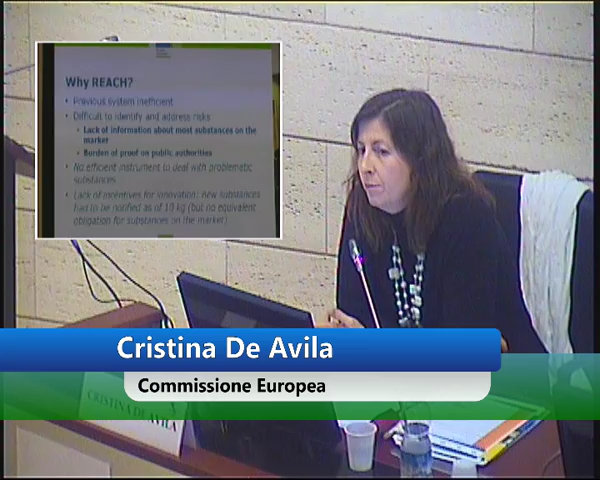 Why REACH?
• Previous system inefficient
• Difficult to identify and address risks
• Lack of information about most substances on the
market
• Burden of proof on public authorities
• No efficient instrument to deal with problematic
substances
• Lack of incentives for innovation: new substances
had to be notified as of 10 kg (but no equivalent
obligation for substances on the market)
Cristina De Avila
Commissione Europea
CRISTINA DE AVILA